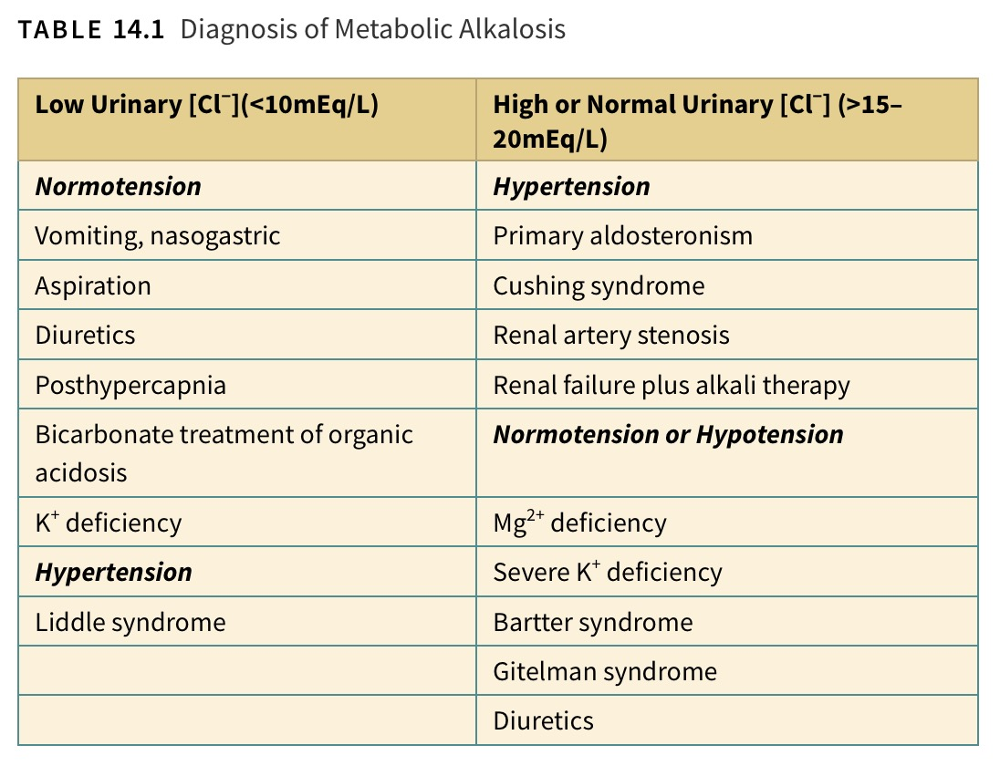 TABLE 14.1 Diagnosis of Metabolic Alkalosis
Low Urinary [Cl⁻](<10mEq/L)
High or Normal Urinary [Cl⁻] (>15–
20mEq/L)
Normotension
Hypertension
Vomiting, nasogastric
Primary aldosteronism
Aspiration
Cushing syndrome
Diuretics
Renal artery stenosis
Posthypercapnia
Renal failure plus alkali therapy
Bicarbonate treatment of organic
acidosis
Normotension or Hypotension
K⁺ deficiency
Mg²⁺ deficiency
Hypertension
Severe K⁺ deficiency
Liddle syndrome
Bartter syndrome
Gitelman syndrome
Diuretics